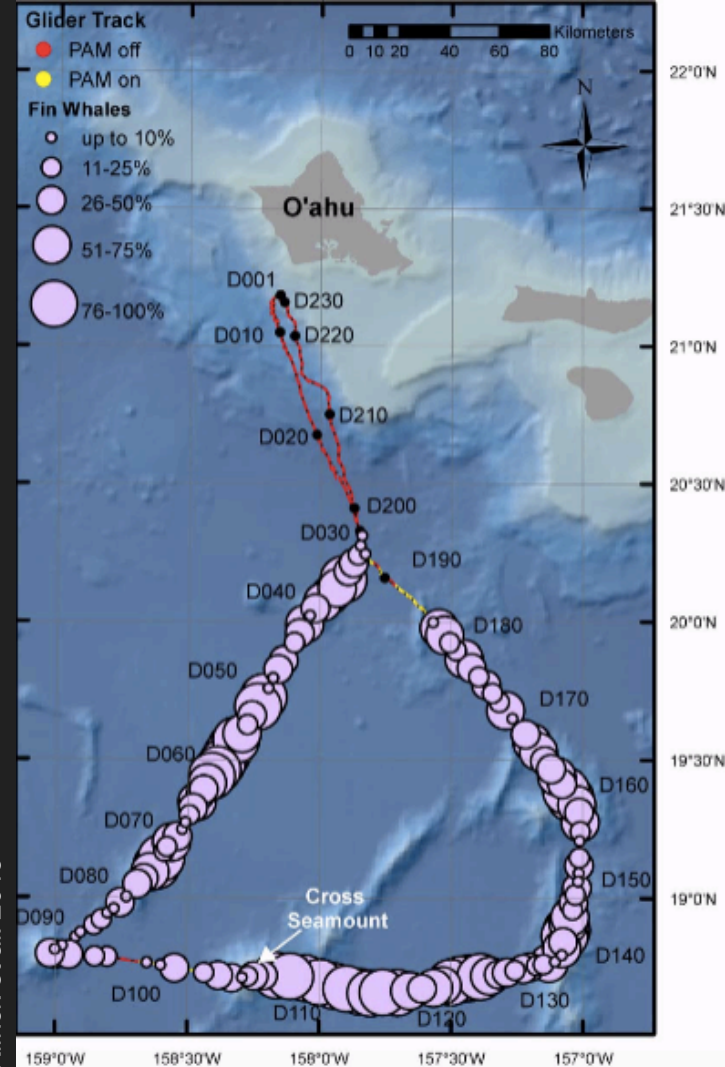 Glider Track
PAM off
PAM on
Fin Whales
up to 10%
11-25%
26-50%
51-75%
76-100%
Kilometers
0 10 20 40 60 80
N
22°0'N
O'ahu
21°30'N
D001
D230
D010
D220
21°0'N
D210
D020
20°30'N
D200
D030
D190
D040
20°0'N
D180
D050
D170
D060
19°30'N
D160
D070
D080
D150
19°0'N
Cross
Seamount
D090
D140
D100
D110
D120
D130
159°0'W
158°30'W
158°0'W
157°30'W
157°0'W